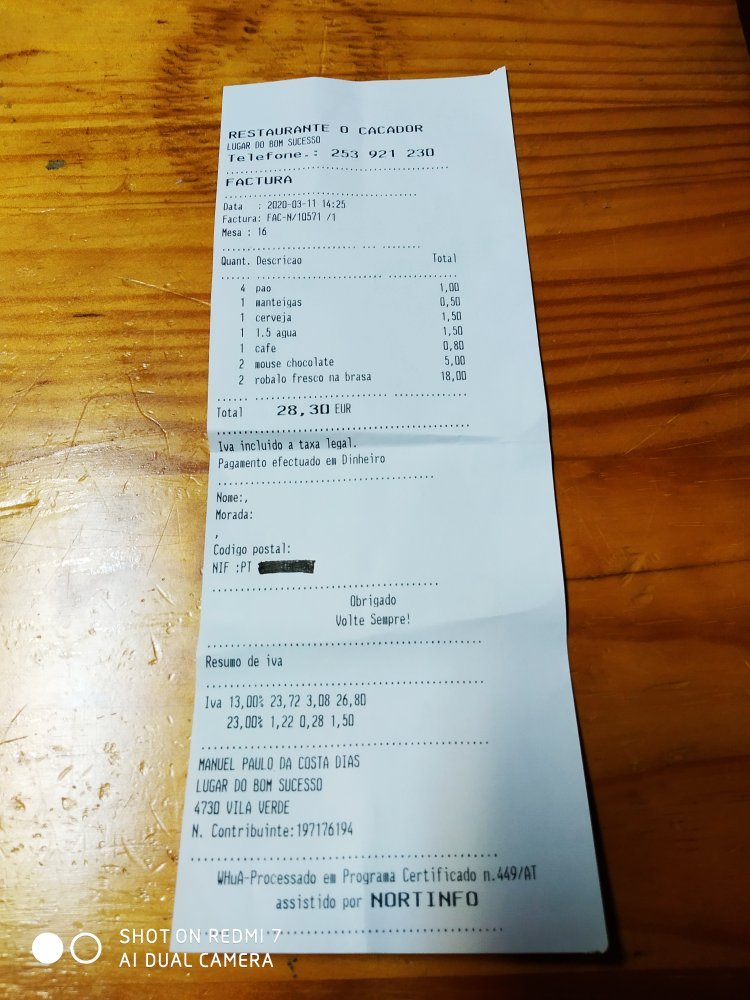 RESTAURANTE O CACADOR
LUGAR DO BOM SUCESSO
Telefone.: 253 921 230
FACTURA
Data : 2020-03-11 14:25
Factura: FAC-N/10571 /1
Mesa : 16
Quant. Descricao Total
4 pao 1,00
1 manteigas 0,50
1 cerveja 1,50
1 1.5 agua 1,50
1 cafe 0,80
2 mouse chocolate 5,00
2 robalo fresco na brasa 18,00
Total 28,30 EUR
Iva incluido a taxa legal.
Pagamento efectuado em Dinheiro
Nome:,
Morada:
,
Codigo postal:
NIF :PT
Obrigado
Volte Sempre!
Resumo de iva
Iva 13,00% 23,72 3,08 26,80
23,00% 1,22 0,28 1,50
MANUEL PAULO DA COSTA DIAS
LUGAR DO BOM SUCESSO
4730 VILA VERDE
N. Contribuinte:197176194
WHuA-Processado em Programa Certificado n.449/AT
assistido por NORTINFO
SHOT ON REDMI 7
AI DUAL CAMERA